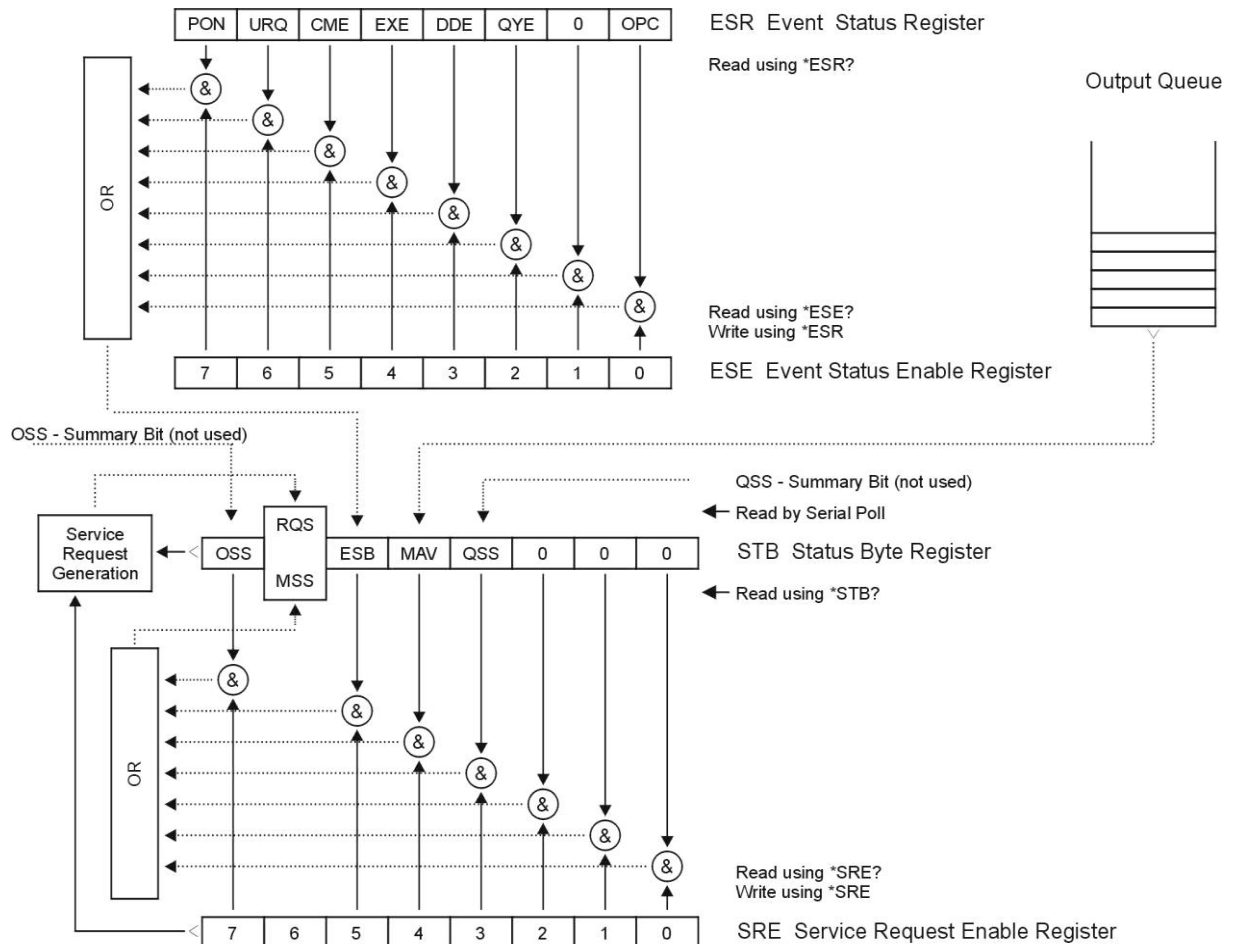 PON URQ CME EXE DDE QYE 0 OPC ESR Event Status Register
Read using *ESR?
Output Queue
&
&
&
&
&
&
&
&
OR
Read using *ESE?
Write using *ESR
7 6 5 4 3 2 1 0 ESE Event Status Enable Register
OSS - Summary Bit (not used)
QSS - Summary Bit (not used)
Read by Serial Poll
Service
Request
Generation
RQS
OSS ESB MAV QSS 0 0 0 STB Status Byte Register
MSS
Read using *STB?
&
&
&
&
&
&
&
OR
Read using *SRE?
Write using *SRE
7 6 5 4 3 2 1 0 SRE Service Request Enable Register